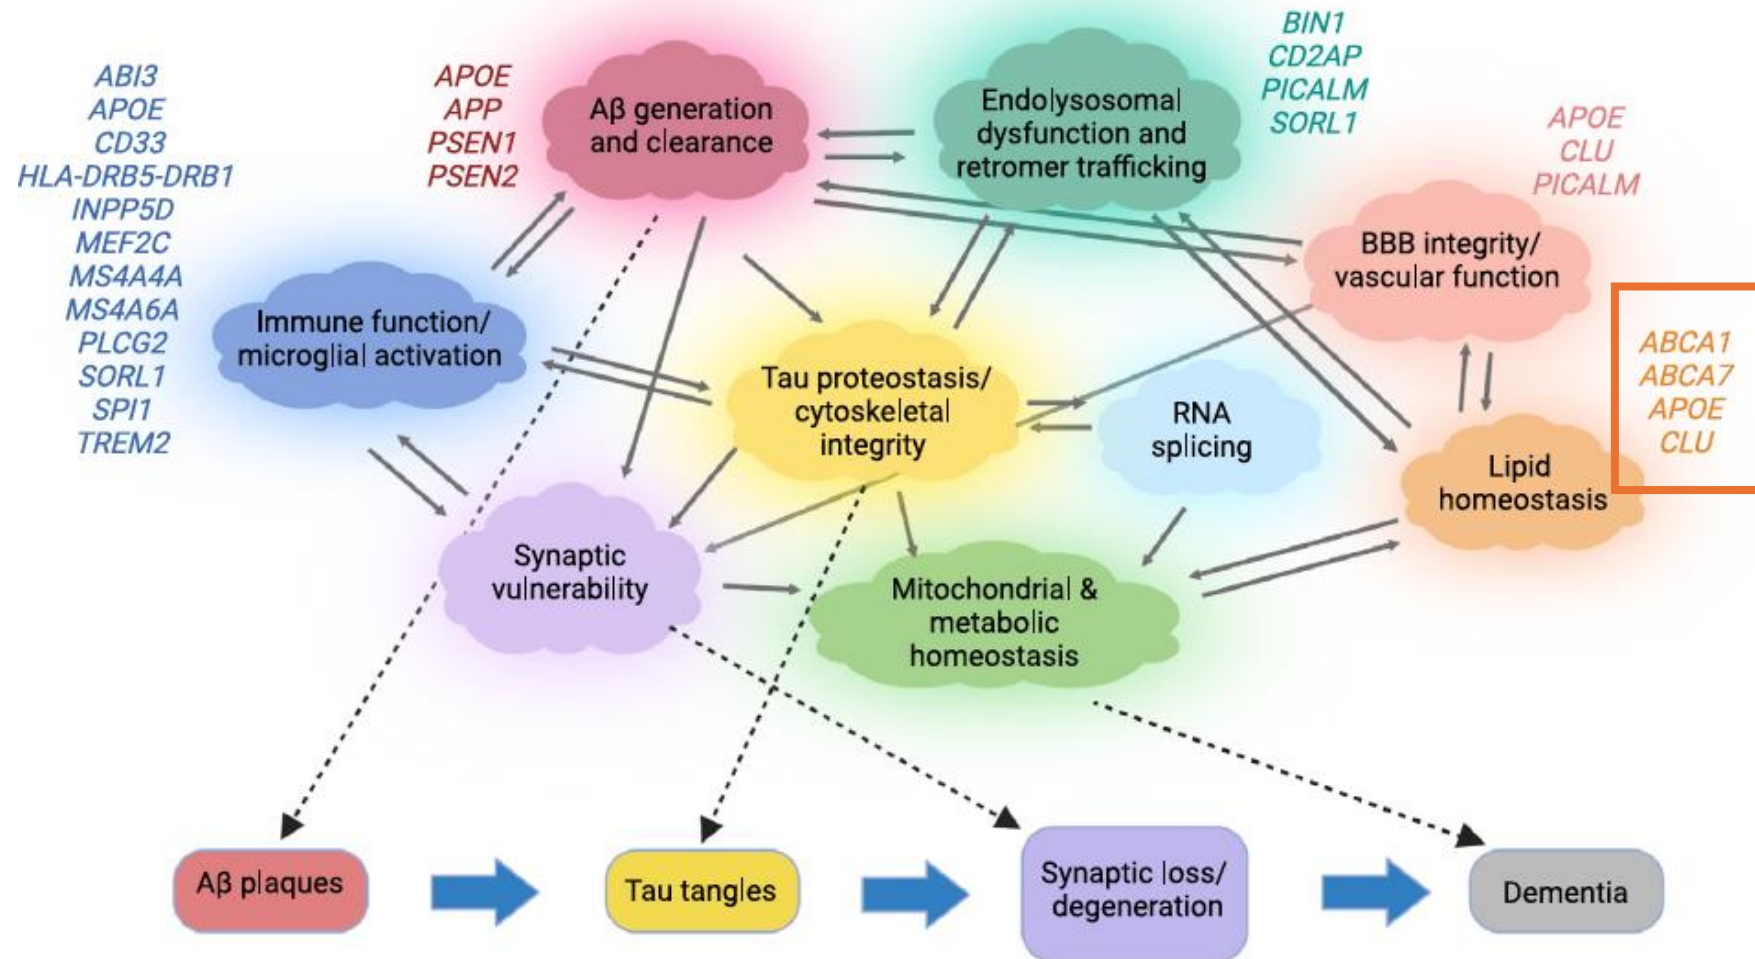 ABI3
APOE
CD33
HLA-DRB5-DRB1
INPP5D
MEF2C
MS4A4A
MS4A6A
PLCG2
SORL1
SPI1
TREM2
APOE
APP
PSEN1
PSEN2
Aβ generation
and clearance
Endolysosomal
dysfunction and
retromer trafficking
BIN1
CD2AP
PICALM
SORL1
APOE
CLU
PICALM
BBB integrity/
vascular function
Immune function/
microglial activation
Tau proteostasis/
cytoskeletal
integrity
RNA
splicing
ABCA1
ABCA7
APOE
CLU
Lipid
homeostasis
Synaptic
vulnerability
Mitochondrial &
metabolic
homeostasis
Aβ plaques
Tau tangles
Synaptic loss/
degeneration
Dementia